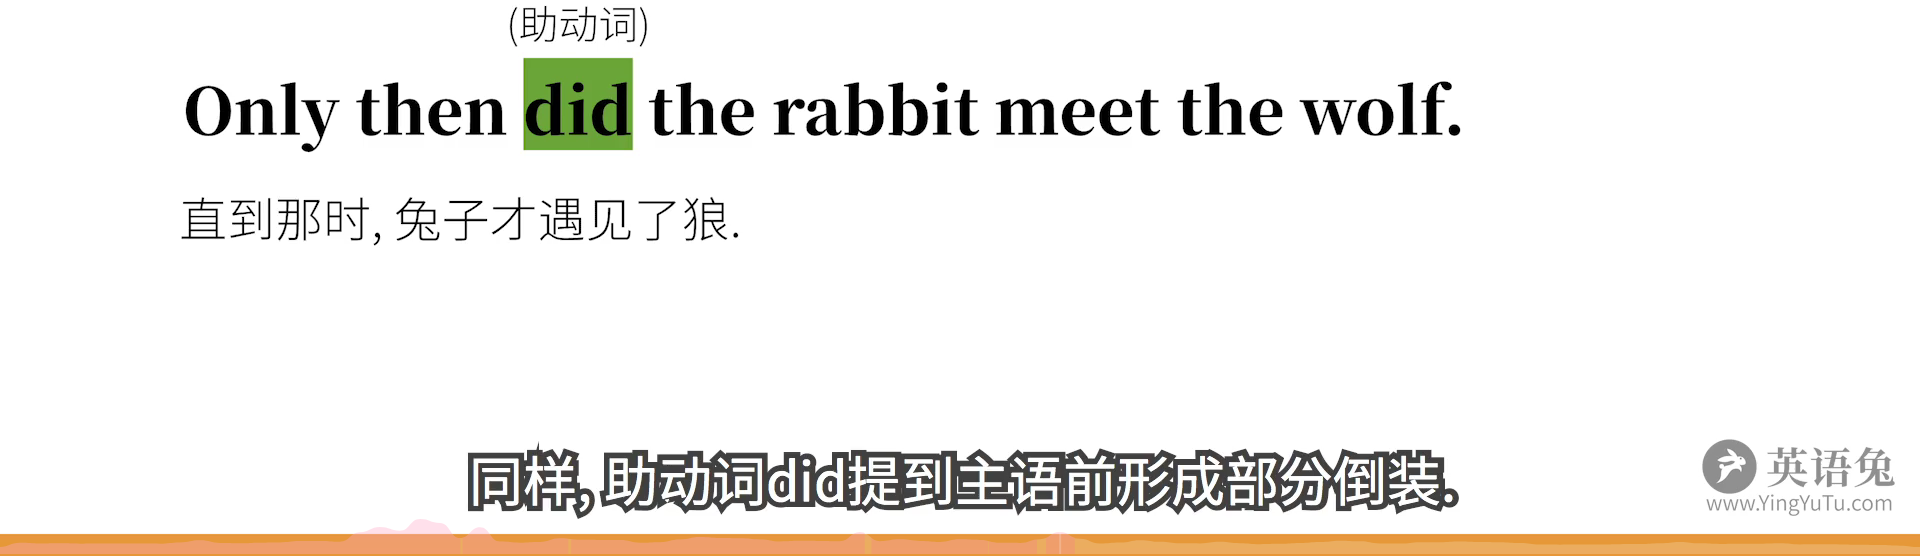 (助动词)
Only then did the rabbit meet the wolf.
直到那时, 兔子才遇见了狼.
同样, 助动词did提到主语前形成部分倒装.
英语兔
www.YingYuTu.com